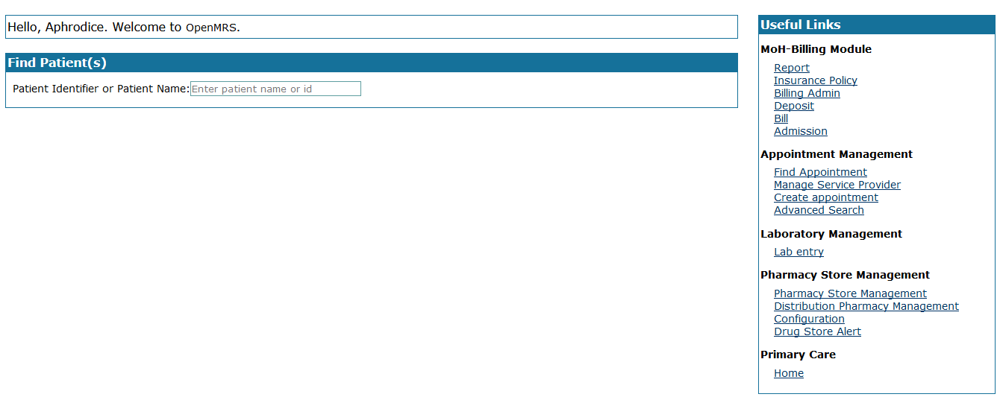 Hello, Aphrodice. Welcome to OpenMRS.
Find Patient(s)
Patient Identifier or Patient Name: Enter patient name or id
Useful Links
MoH-Billing Module
Report
Insurance Policy
Billing Admin
Deposit
Bill
Admission
Appointment Management
Find Appointment
Manage Service Provider
Create appointment
Advanced Search
Laboratory Management
Lab entry
Pharmacy Store Management
Pharmacy Store Management
Distribution Pharmacy Management
Configuration
Drug Store Alert
Primary Care
Home